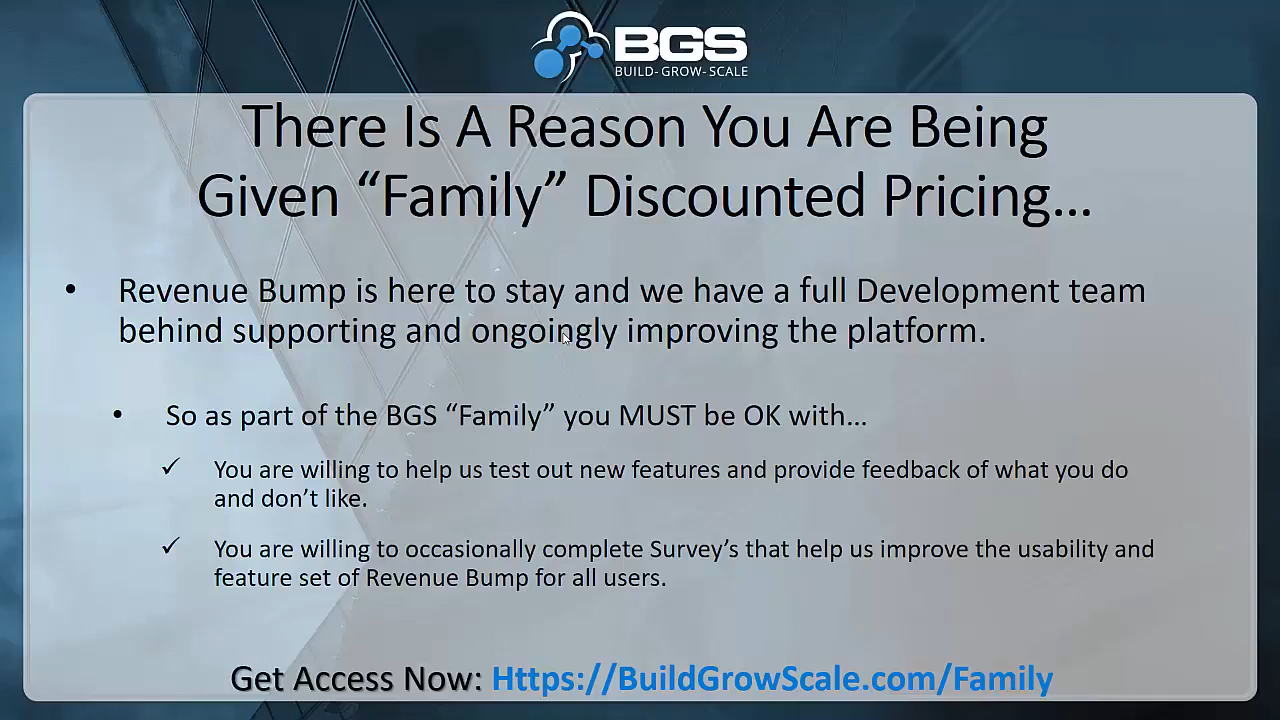 BGS
BUILD-GROW-SCALE
There Is A Reason You Are Being
Given “Family” Discounted Pricing...
• Revenue Bump is here to stay and we have a full Development team
behind supporting and ongoingly improving the platform.
• So as part of the BGS “Family” you MUST be OK with...
✓ You are willing to help us test out new features and provide feedback of what you do
and don’t like.
✓ You are willing to occasionally complete Survey’s that help us improve the usability and
feature set of Revenue Bump for all users.
Get Access Now: Https://BuildGrowScale.com/Family